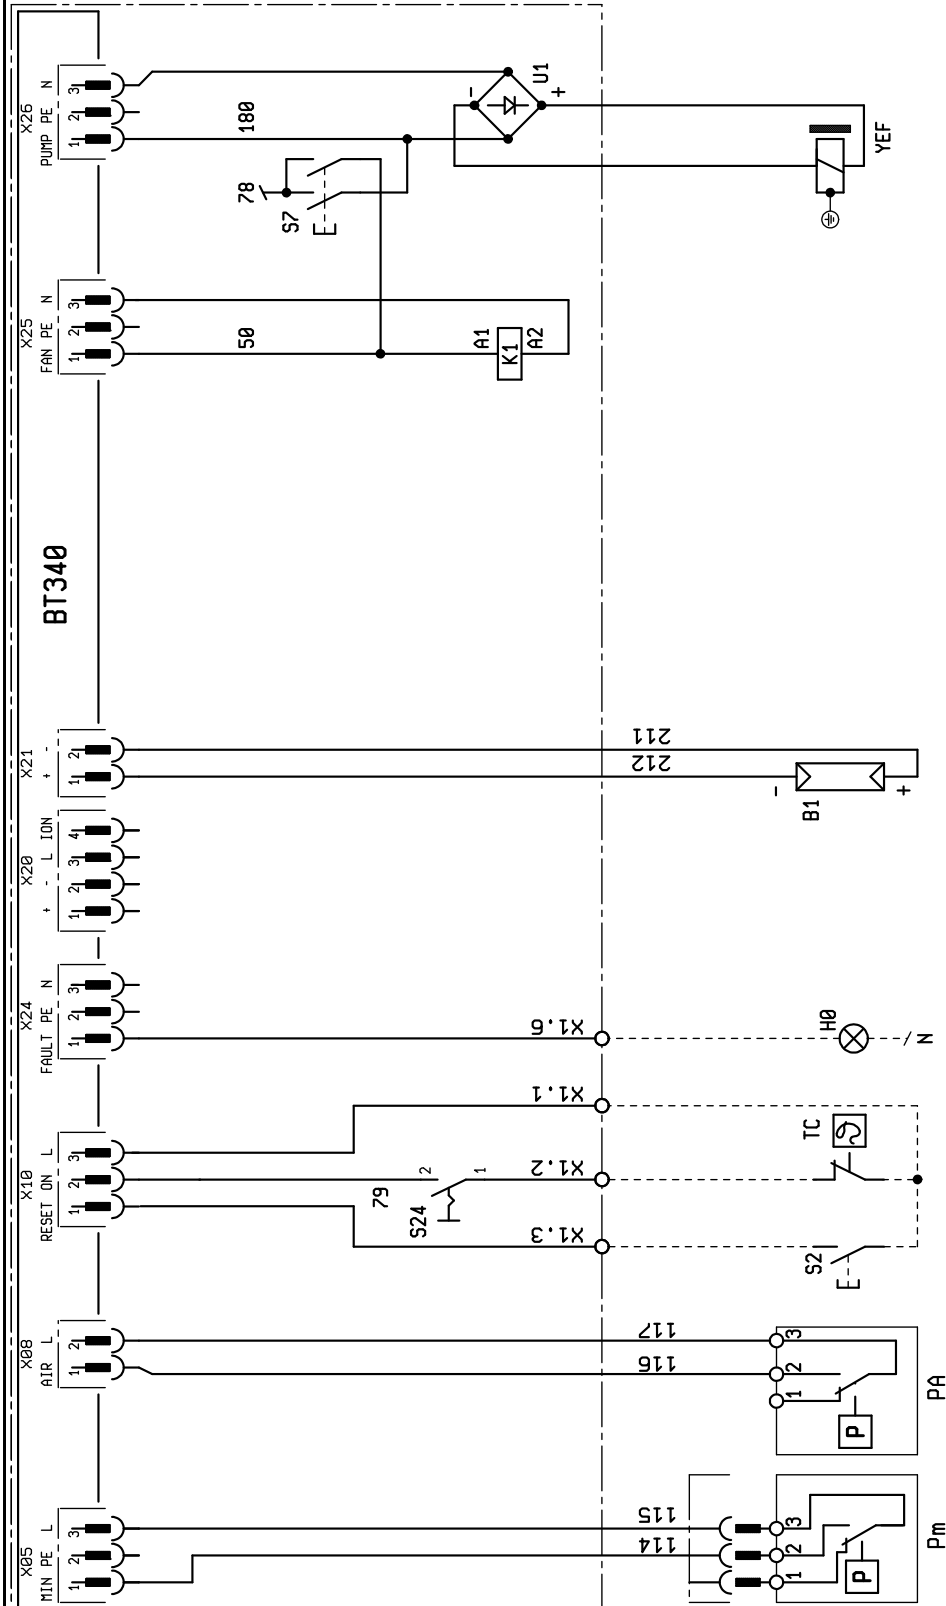 X26
PUMP PE N
1 2 3
180
78
S7
- U1 +
YEF
X25
FAN PE N
1 2 3
50
A1
K1
A2
BT340
X21
+ -
1 2
211
212
- B1 +
X20
+ - L ION
1 2 3 4
X24
FAULT PE N
1 2 3
X1.6
H0
N
X10
RESET ON L
1 2 3
X1.1
79
S24
2
1
X1.2
X1.3
TC
S2
X08
AIR L
1 2
117
116
1 2 3
P
PA
X05
MIN PE L
1 2 3
115
114
1 2 3
P
Pm